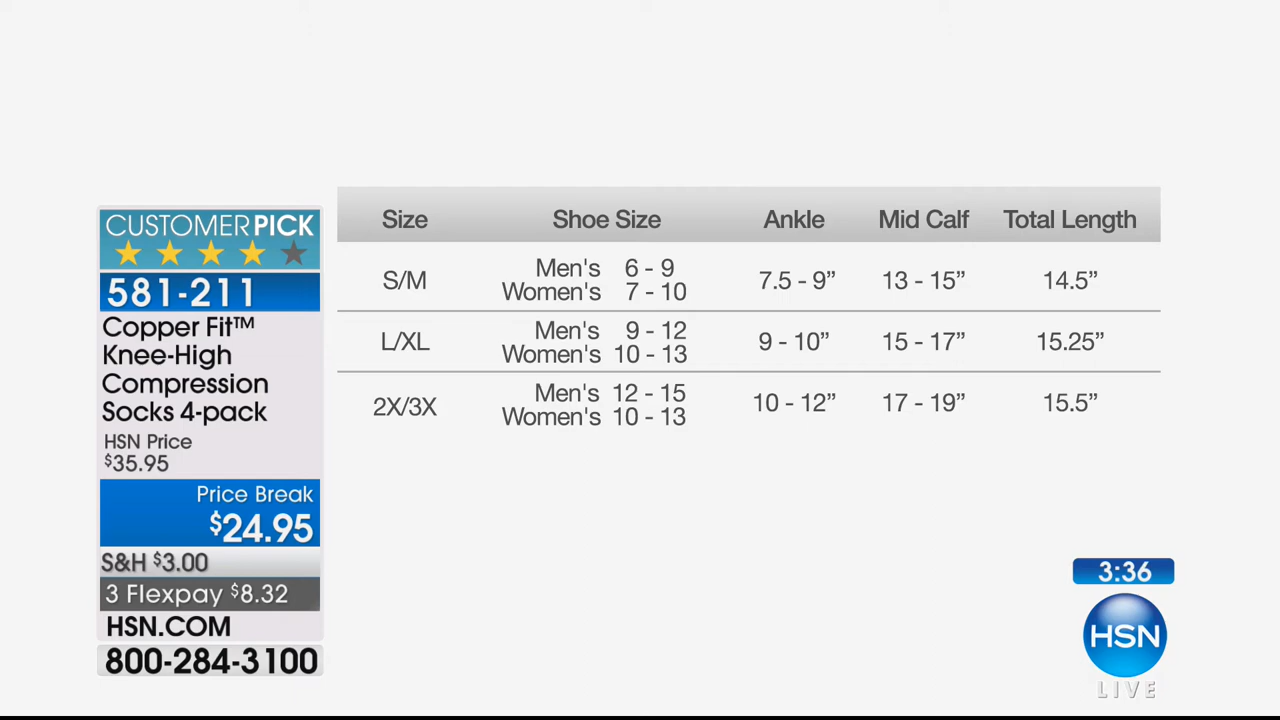 CUSTOMER PICK
581-211
Copper Fit™
Knee-High
Compression
Socks 4-pack
HSN Price
$35.95
Price Break
$24.95
S&H $3.00
3 Flexpay $8.32
HSN.COM
800-284-3100
Size Shoe Size Ankle Mid Calf Total Length
S/M Men's 6 - 9 7.5 - 9” 13 - 15” 14.5”
Women's 7 - 10
L/XL Men's 9 - 12 9 - 10” 15 - 17” 15.25”
Women's 10 - 13
2X/3X Men's 12 - 15 10 - 12” 17 - 19” 15.5”
Women's 10 - 13
3:36
HSN
LIVE